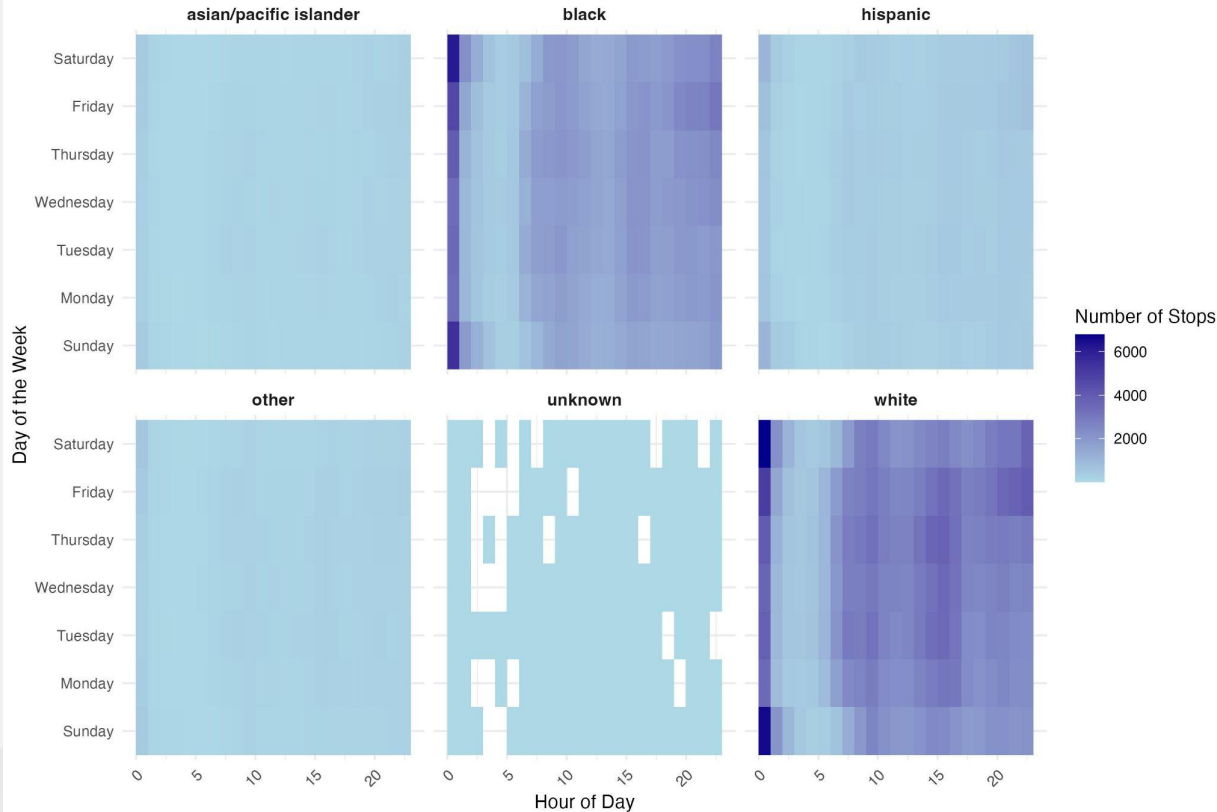 asian/pacific islander
black
hispanic
Saturday
Friday
Thursday
Wednesday
Tuesday
Monday
Sunday
other
unknown
white
Saturday
Friday
Thursday
Wednesday
Tuesday
Monday
Sunday
0 5 10 15 20
0 5 10 15 20
0 5 10 15 20
Hour of Day
Day of the Week
Number of Stops
6000
4000
2000